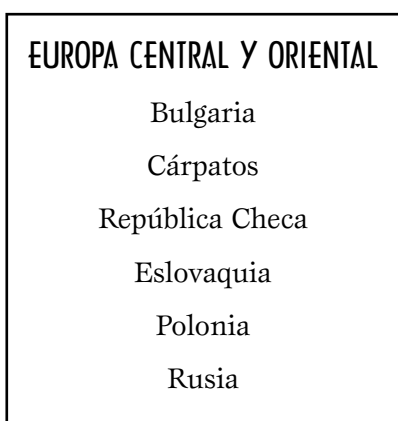 EUROPA CENTRAL Y ORIENTAL
Bulgaria
Cárpatos
República Checa
Eslovaquia
Polonia
Rusia